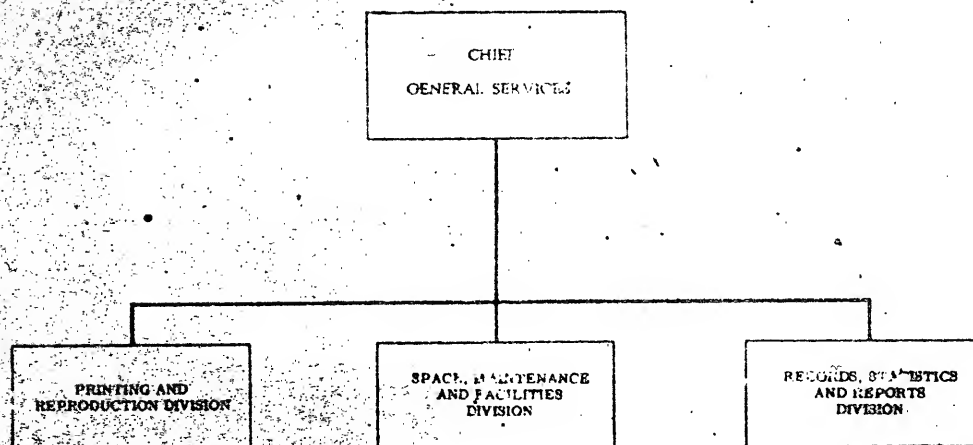 CHIEF
GENERAL SERVICES
PRINTING AND
REPRODUCTION DIVISION
SPACE, MAINTENANCE
AND FACILITIES
DIVISION
RECORDS, STATISTICS
AND REPORTS
DIVISION